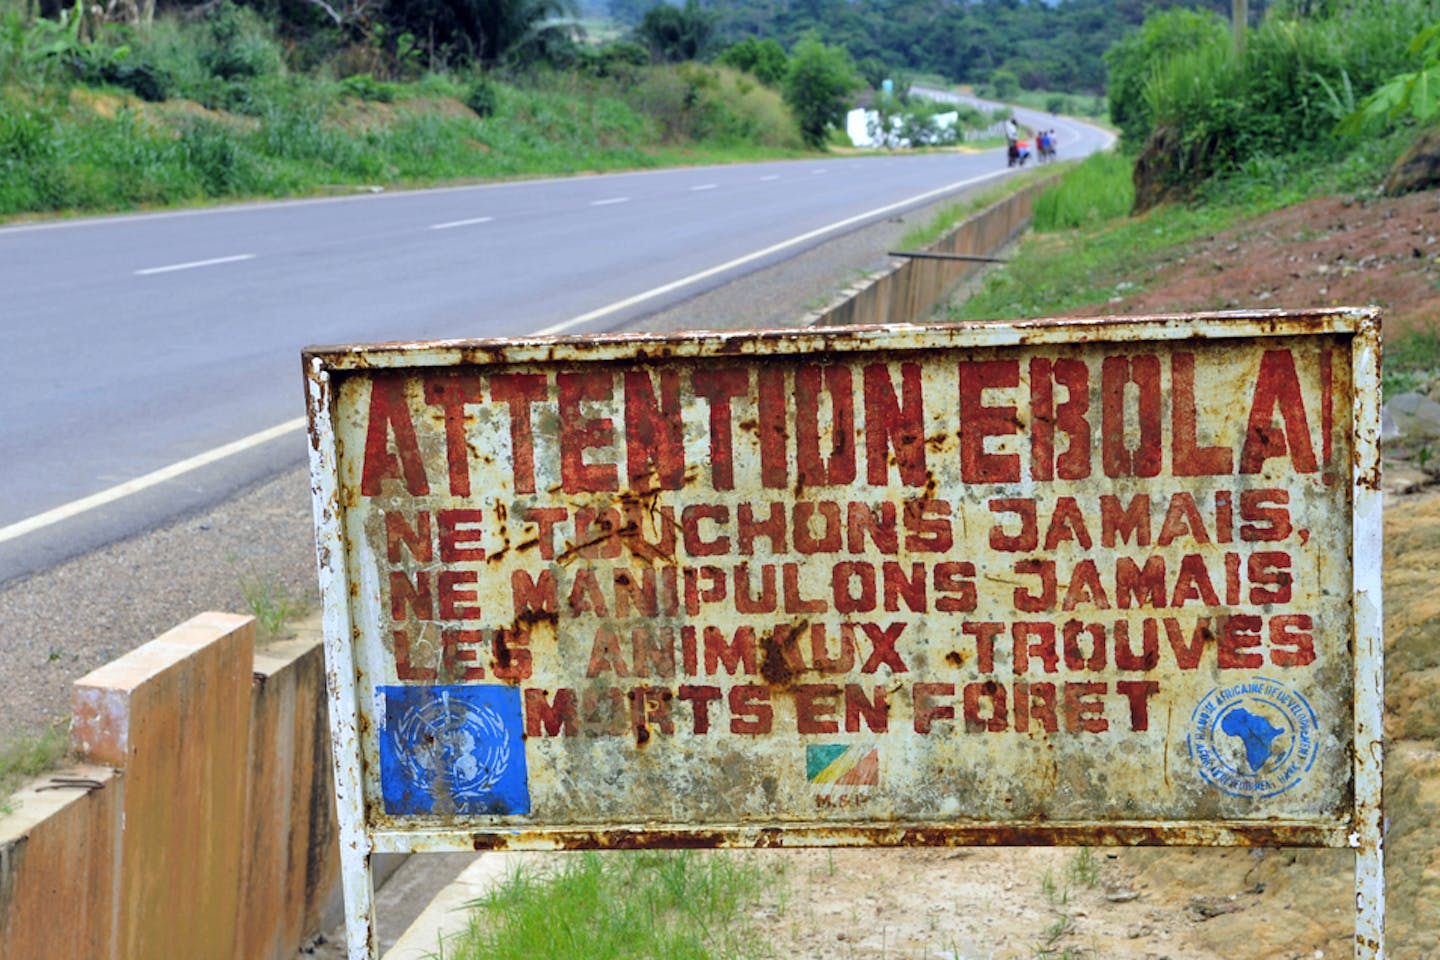 ATTENTION EBOLA!
NE TOUCHONS JAMAIS,
NE MANIPULONS JAMAIS
LES ANIMAUX TROUVES
MORTS EN FORET
M.S.P